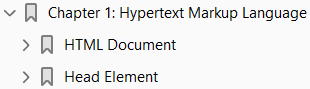 Chapter 1: Hypertext Markup Language
HTML Document
Head Element